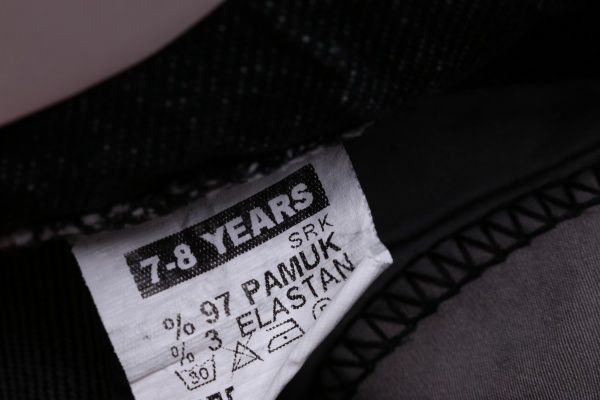 7-8 YEARS
SRK
% 97 PAMUK
% 3 ELASTAN
30